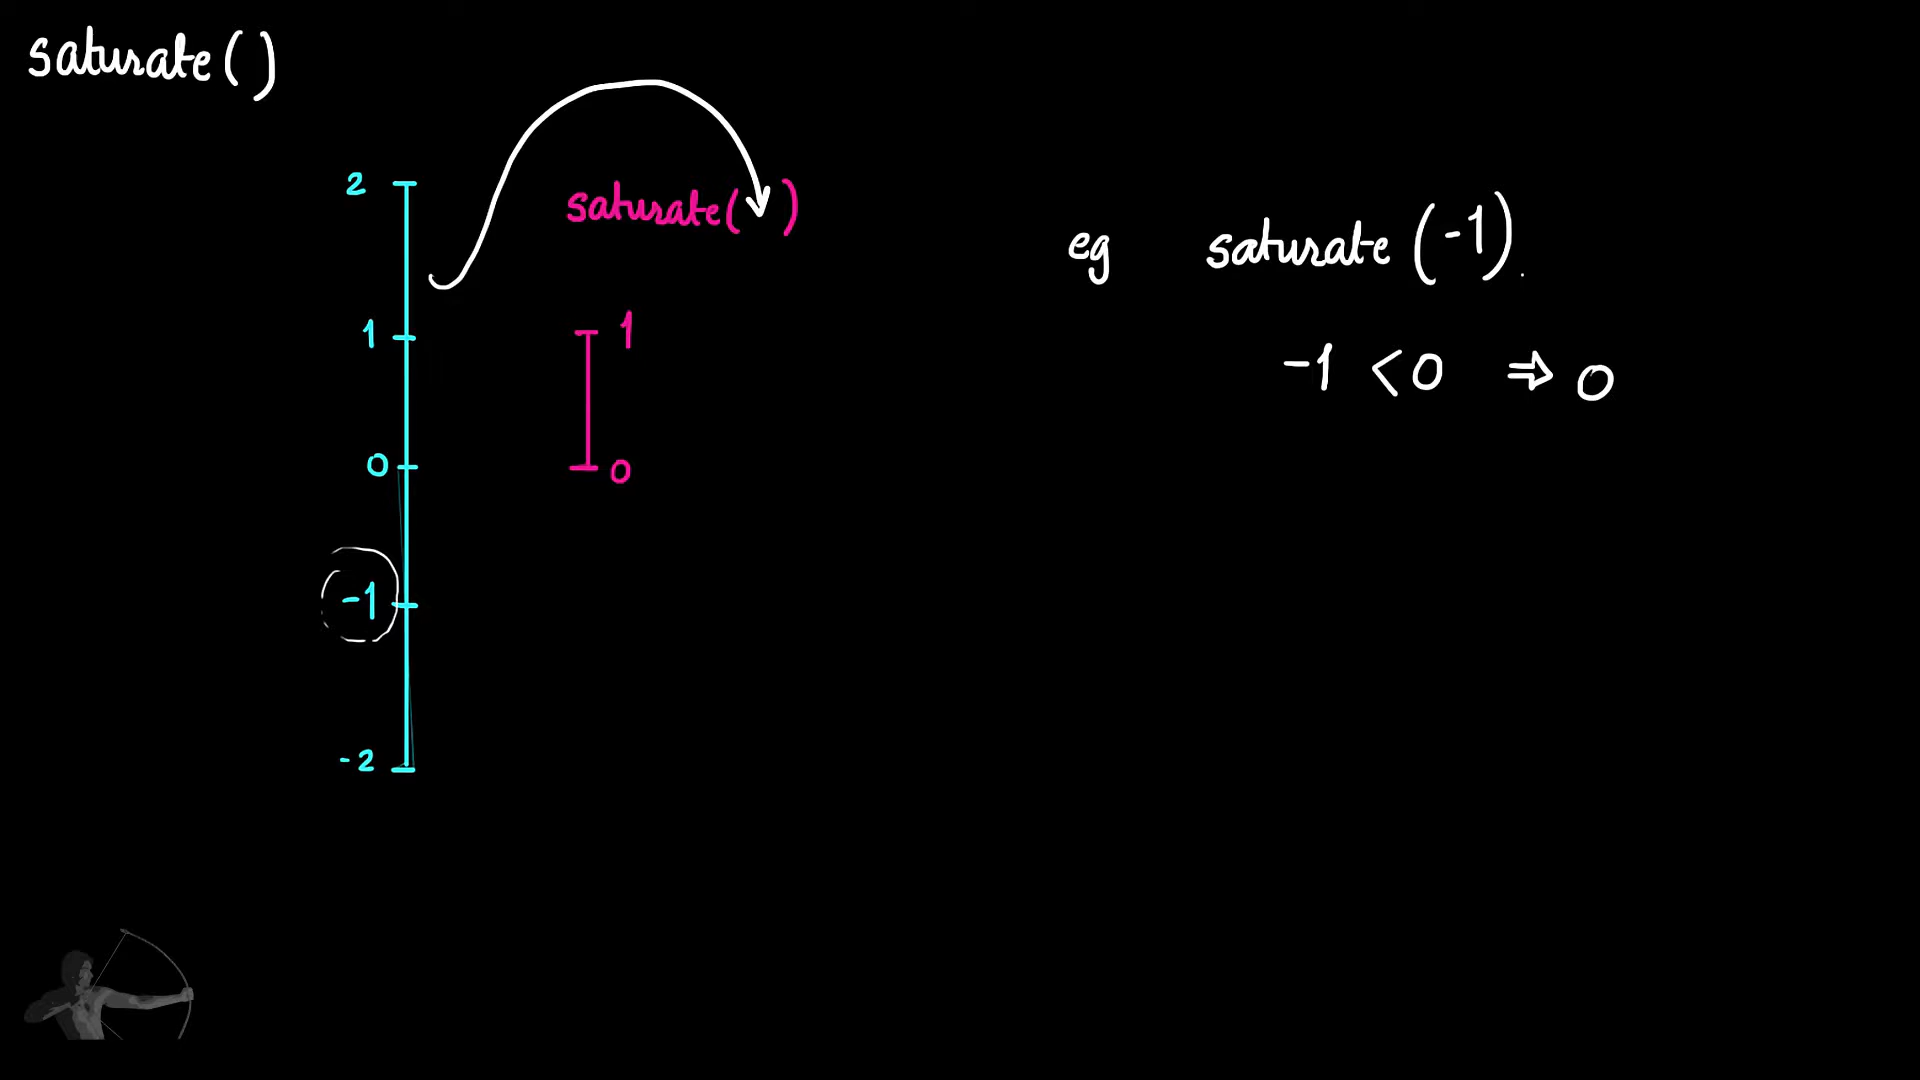 saturate()
2
saturate( )
eg saturate (-1).
1
1
-1 < 0 ⇒ 0
0
0
-1
-2